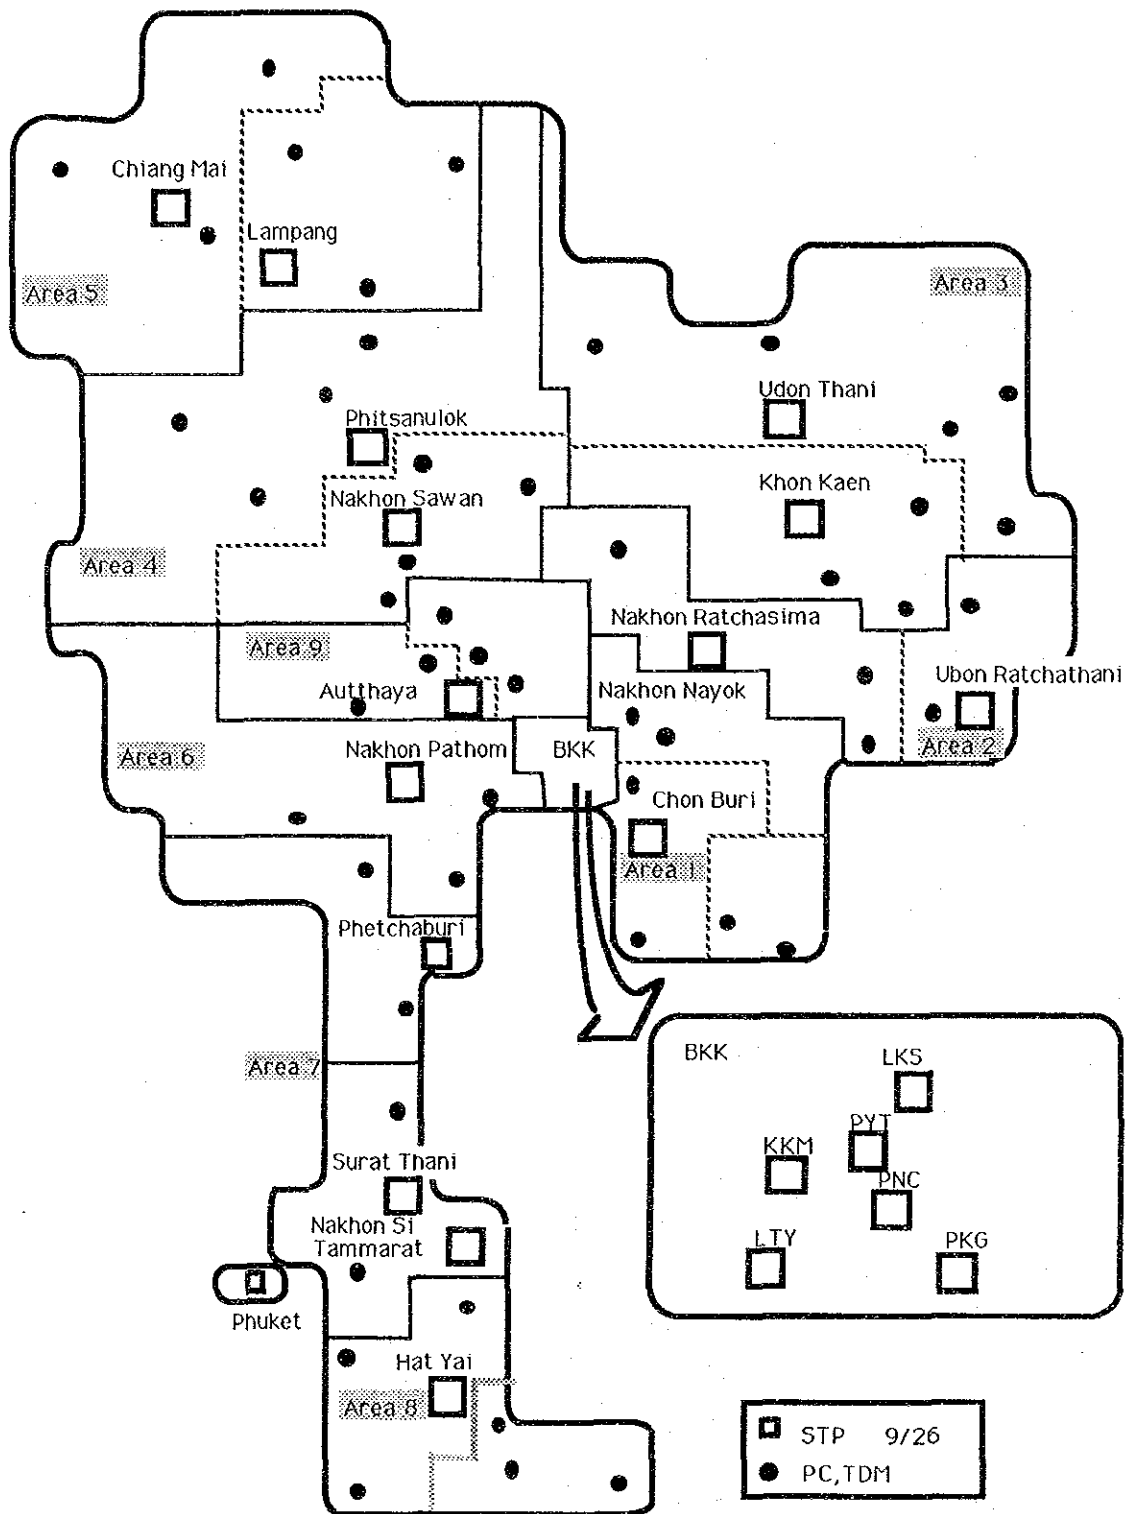 Chiang Mai
Lampang
Area 5
Area 3
Udon Thani
Phitsanulok
Khon Kaen
Nakhon Sawan
Area 4
Nakhon Ratchasima
Area 9
Ubon Ratchathani
Autthaya
Nakhon Nayok
Area 2
Nakhon Pathom
BKK
Area 6
Chon Buri
Area 1
Phetchaburi
BKK
LKS
Area 7
PYT
KKM
Surat Thani
PNC
Nakhon Si
Tammarat
LTY
PKG
Phuket
Hat Yai
Area 8
STP 9/26
PC,TDM